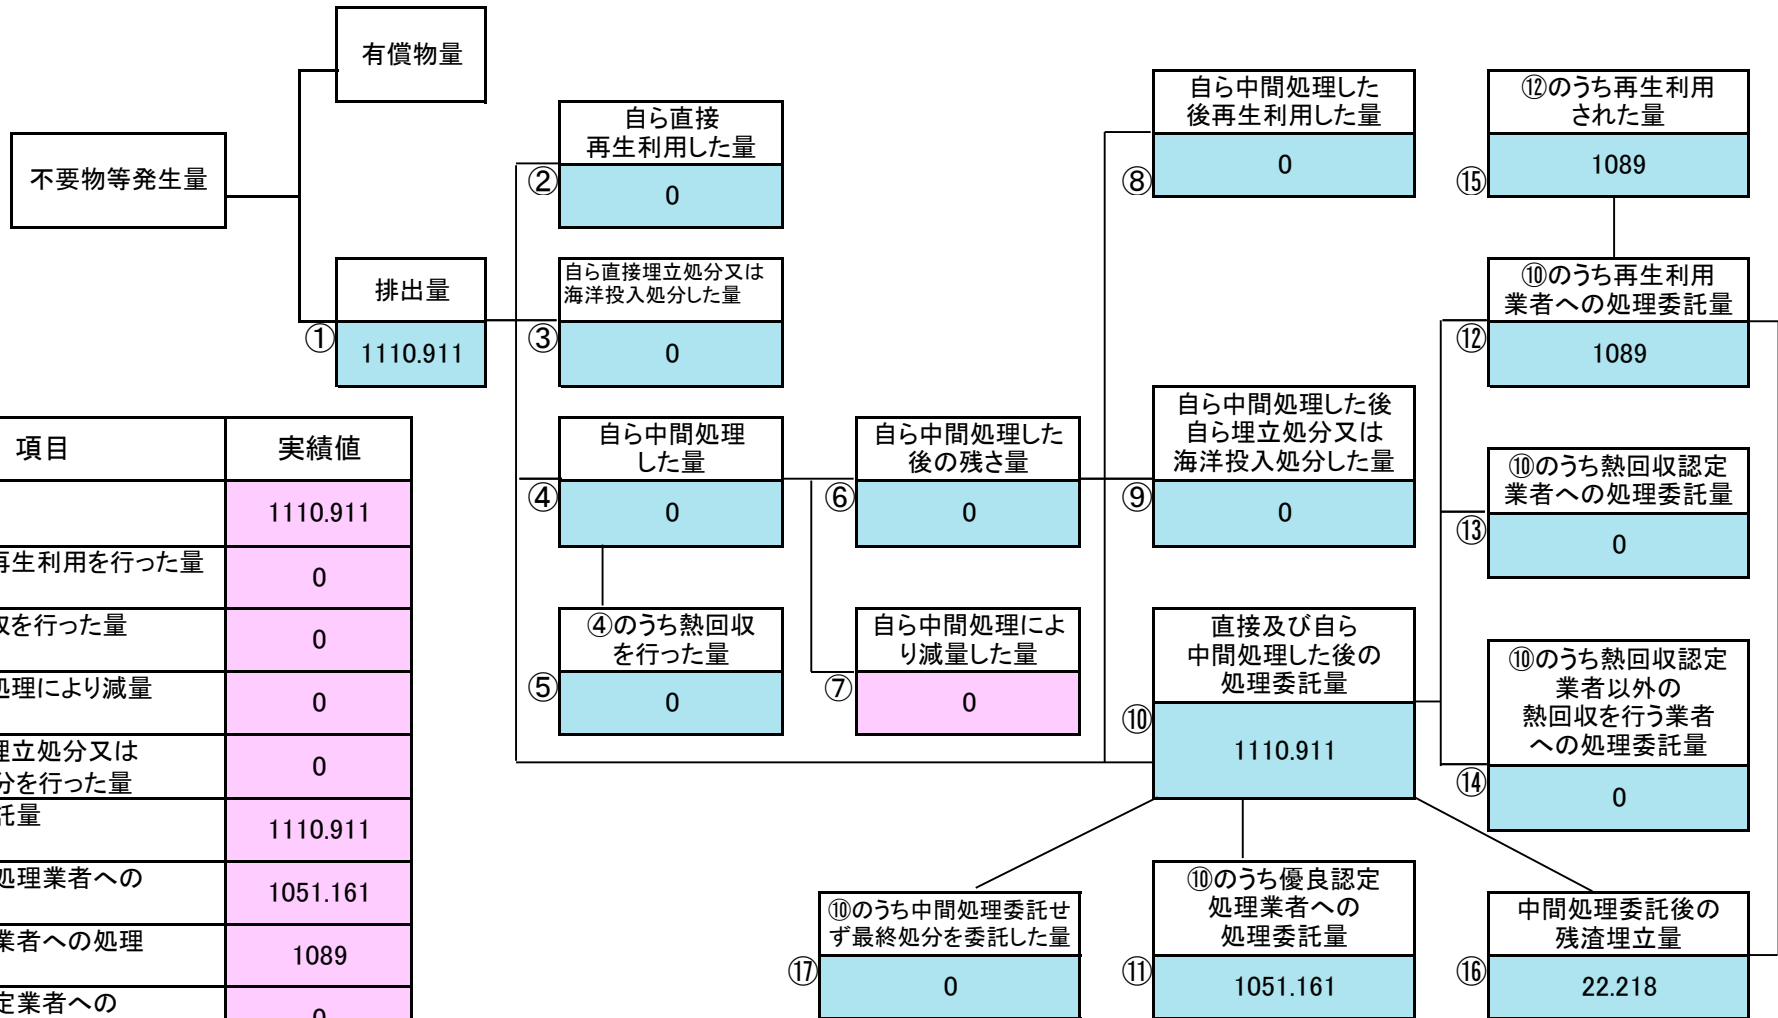 有償物量
不要物等発生量
排出量
①
1110.911
自ら直接
再生利用した量
②
0
自ら直接埋立処分又は
海洋投入処分した量
③
0
自ら中間処理
した量
④
0
④のうち熱回収
を行った量
⑤
0
自ら中間処理した
後の残さ量
⑥
0
自ら中間処理によ
り減量した量
⑦
0
自ら中間処理した
後再生利用した量
⑧
0
自ら中間処理した後
自ら埋立処分又は
海洋投入処分した量
⑨
0
直接及び自ら
中間処理した後の
処理委託量
⑩
1110.911
⑫のうち再生利用
された量
⑮
1089
⑩のうち再生利用
業者への処理委託量
⑫
1089
⑩のうち熱回収認定
業者への処理委託量
⑬
0
⑩のうち熱回収認定
業者以外の
熱回収を行う業者
への処理委託量
⑭
0
⑩のうち中間処理委託せ
ず最終処分を委託した量
⑰
0
⑩のうち優良認定
処理業者への
処理委託量
⑪
1051.161
中間処理委託後の
残渣埋立量
⑯
22.218
項目 実績値
1110.911
再生利用を行った量 0
収を行った量 0
処理により減量 0
埋立処分又は
分を行った量 0
託量 1110.911
処理業者への 1051.161
業者への処理 1089
定業者への 0